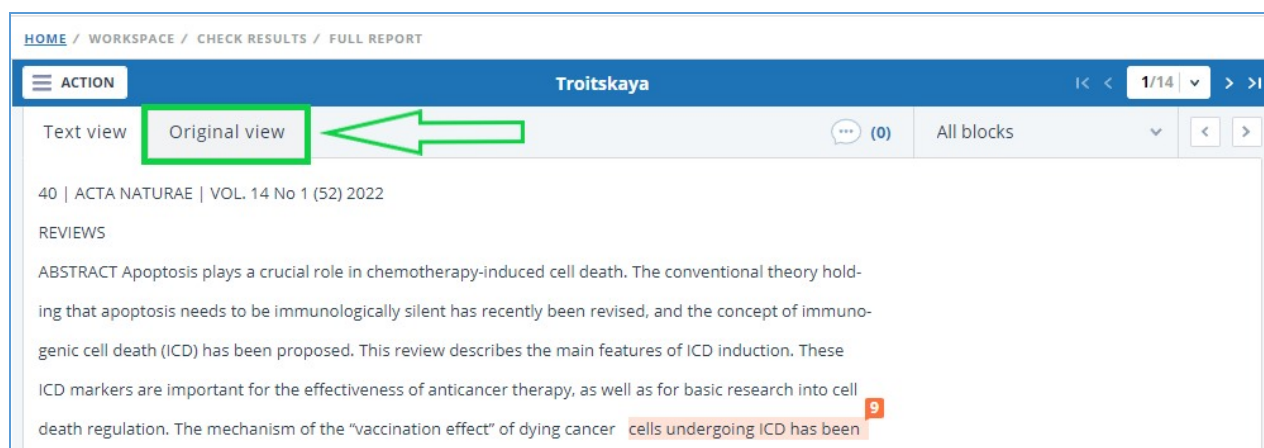 HOME / WORKSPACE / CHECK RESULTS / FULL REPORT
ACTION Troitskaya 1/14
Text view Original view (0) All blocks
40 | ACTA NATURAE | VOL. 14 No 1 (52) 2022
REVIEWS
ABSTRACT Apoptosis plays a crucial role in chemotherapy-induced cell death. The conventional theory hold-
ing that apoptosis needs to be immunologically silent has recently been revised, and the concept of immuno-
genic cell death (ICD) has been proposed. This review describes the main features of ICD induction. These
ICD markers are important for the effectiveness of anticancer therapy, as well as for basic research into cell
9
death regulation. The mechanism of the “vaccination effect” of dying cancer cells undergoing ICD has been